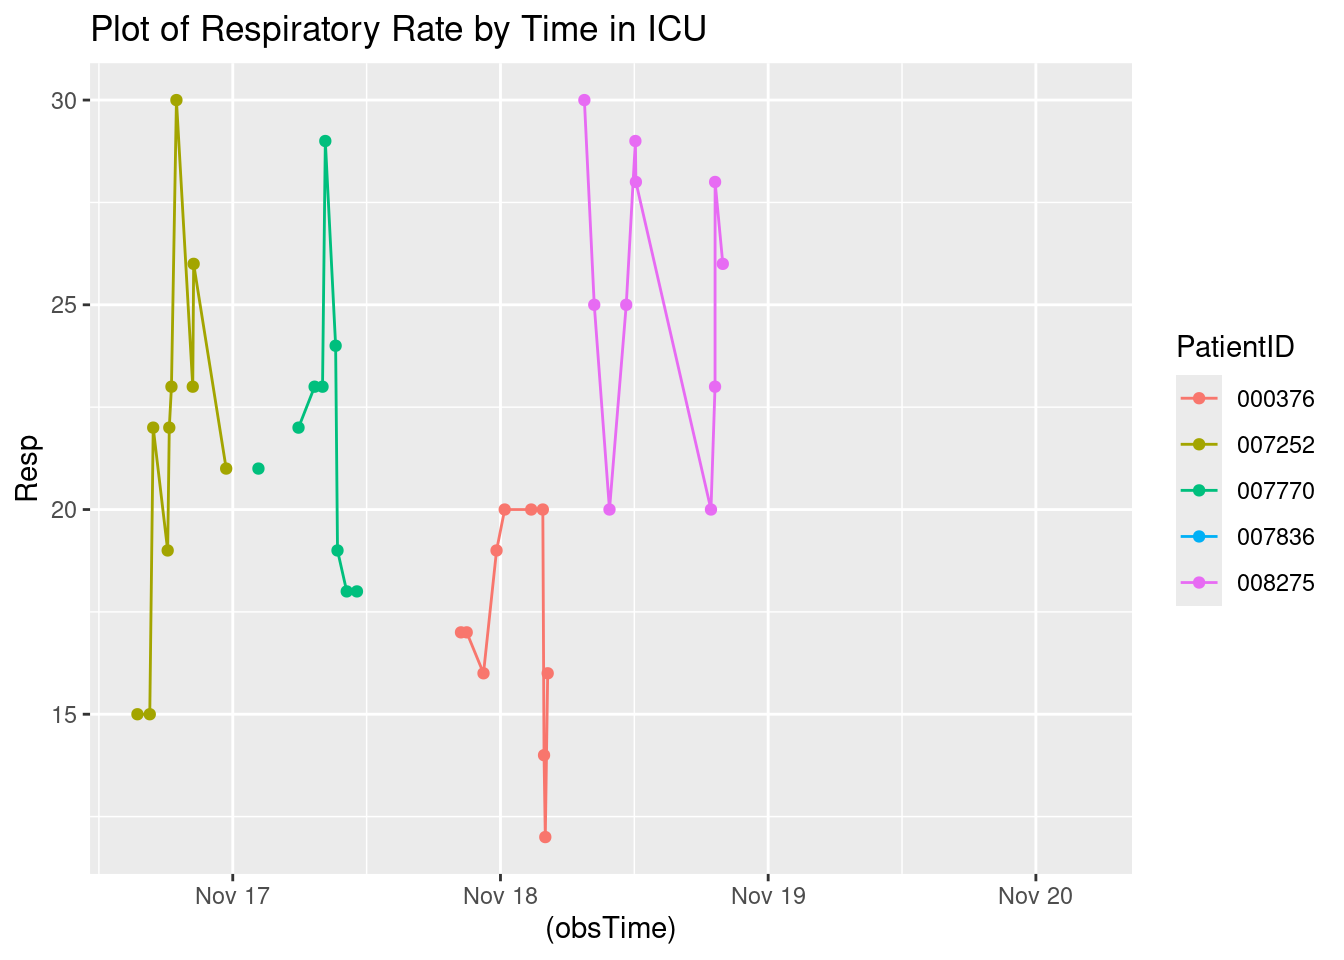 Plot of Respiratory Rate by Time in ICU
30
25
20
15
Resp
Nov 17
Nov 18
Nov 19
Nov 20
(obsTime)
PatientID
000376
007252
007770
007836
008275